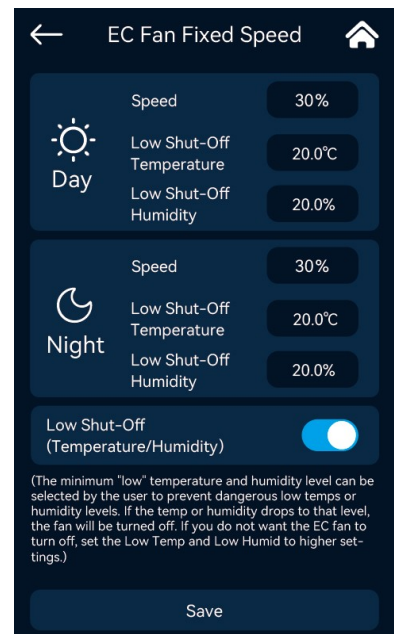 EC Fan Fixed Speed
Speed 30%
Low Shut-Off
Temperature 20.0℃
Day
Low Shut-Off
Humidity 20.0%
Speed 30%
Low Shut-Off
Temperature 20.0℃
Night
Low Shut-Off
Humidity 20.0%
Low Shut-Off
(Temperature/Humidity)
(The minimum "low" temperature and humidity level can be
selected by the user to prevent dangerous low temps or
humidity levels. If the temp or humidity drops to that level,
the fan will be turned off. If you do not want the EC fan to
turn off, set the Low Temp and Low Humid to higher set-
tings.)
Save